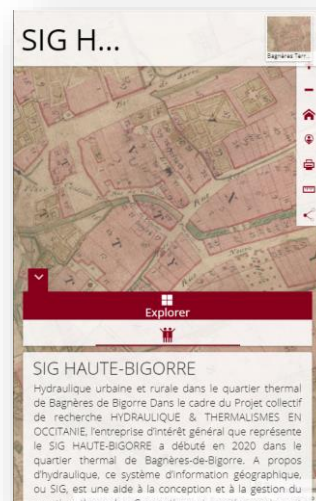 SIG H...
Bagnères Terr...
Explorer
SIG HAUTE-BIGORRE
Hydraulique urbaine et rurale dans le quartier thermal
de Bagnères de Bigorre Dans le cadre du Projet collectif
de recherche HYDRAULIQUE & THERMALISMES EN
OCCITANIE, l'entreprise d'intérêt général que représente
le SIG HAUTE-BIGORRE a débuté en 2020 dans le
quartier thermal de Bagnères-de-Bigorre. A propos
d'hydraulique, ce système d'information géographique,
ou SIG, est une aide à la conception et à la gestion du